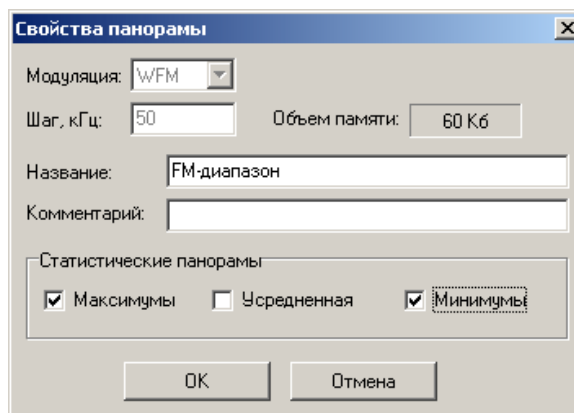 Свойства панорамы
Модуляция: WFM
Шаг, кГц: 50 Объем памяти: 60 Кб
Название: FM-диапазон
Комментарий:
Статистические панорамы
Максимумы Усредненная Минимумы
OK Отмена